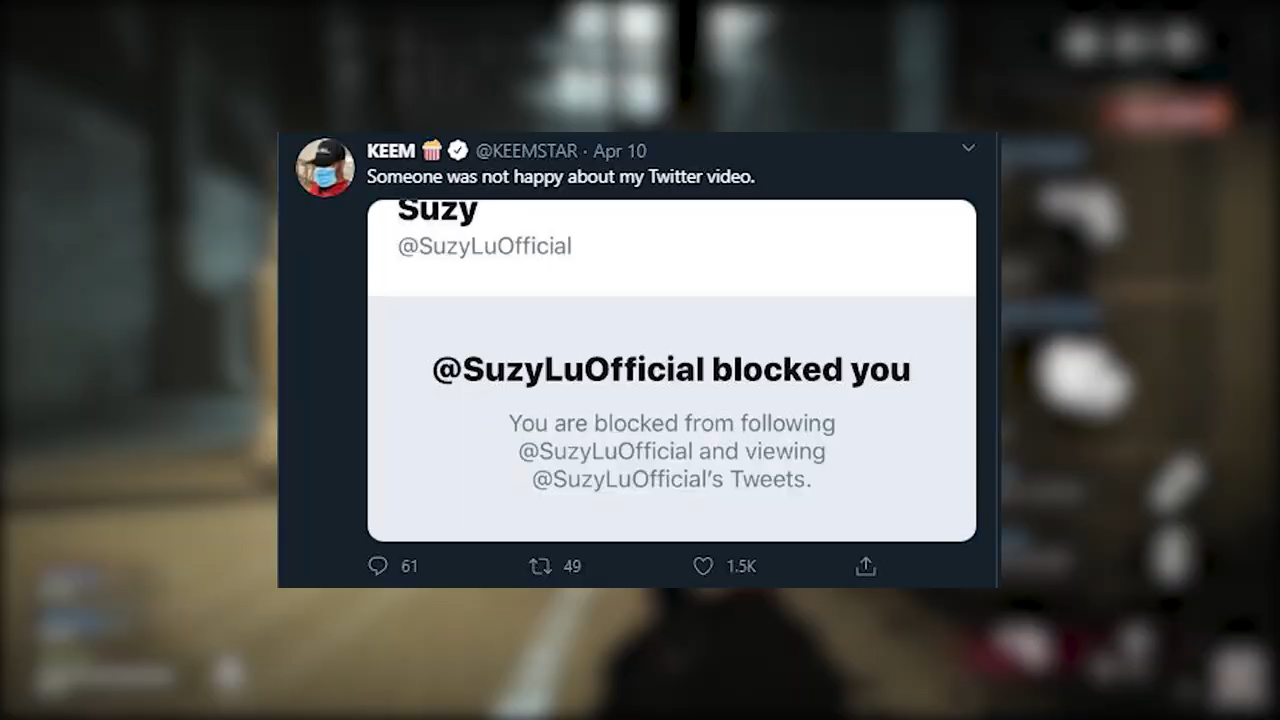 KEEM 🍿 @KEEMSTAR · Apr 10
Someone was not happy about my Twitter video.
Suzy
@SuzyLuOfficial
@SuzyLuOfficial blocked you
You are blocked from following
@SuzyLuOfficial and viewing
@SuzyLuOfficial's Tweets.
61 49 1.5K